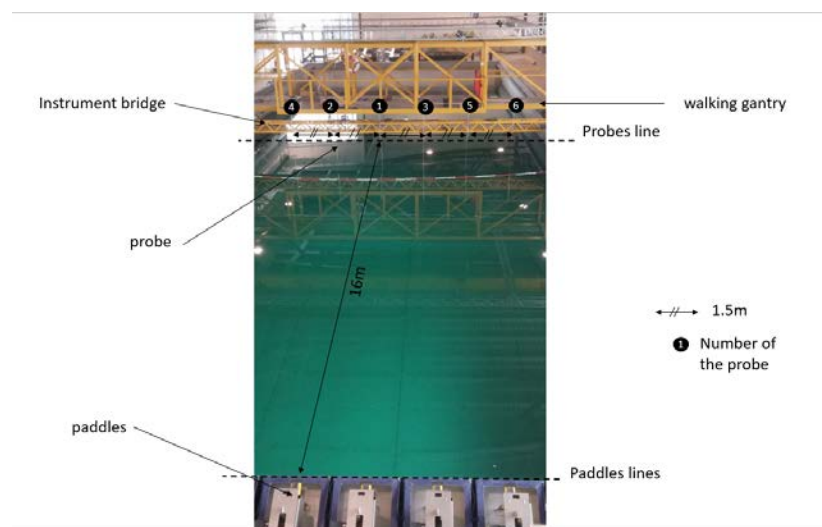 4 2 1 3 5 6
Instrument bridge
walking gantry
Probes line
probe
16m
1.5m
1 Number of
the probe
paddles
Paddles lines